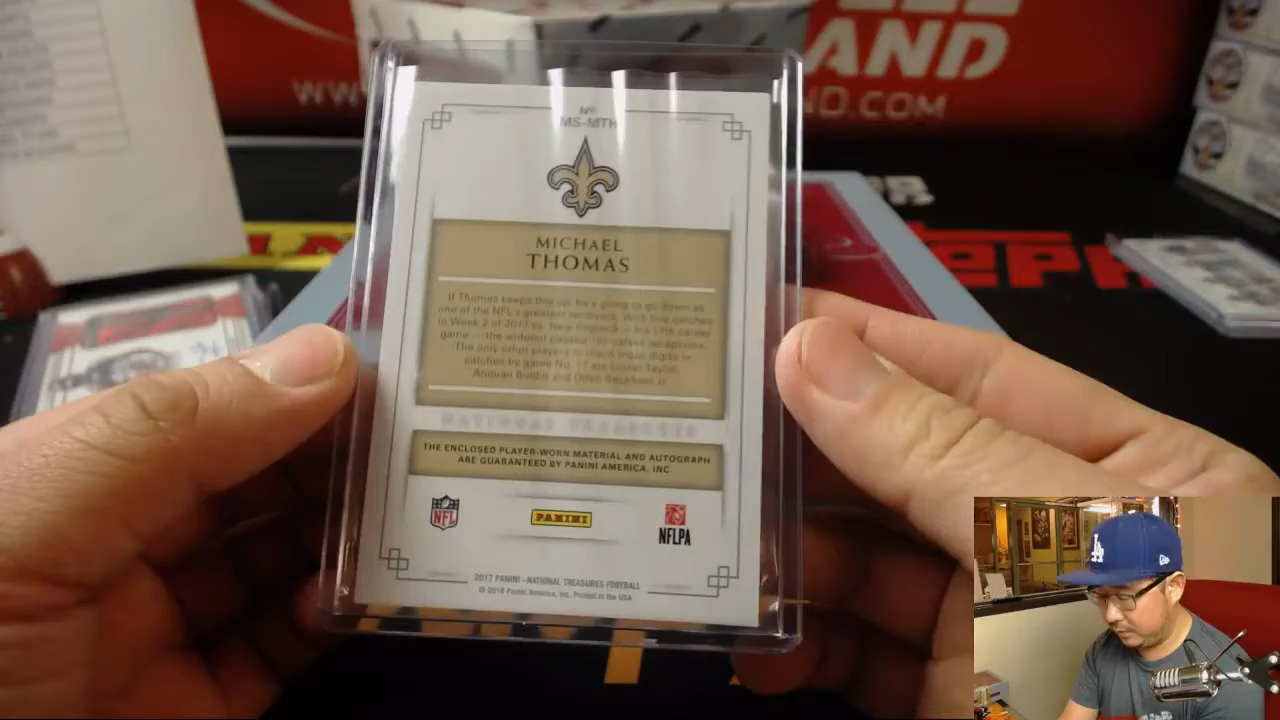 AND
WW
ND.COM
Nº
MS-MTH
MICHAEL
THOMAS
If Thomas keeps this up, he's going to go down as
one of the NFL's greatest receivers. With five catches
in Week 2 of 2017 vs. New England – his 17th career
game – the wideout passed 100 career receptions.
The only other players to reach triple digits in
catches by game No. 17 are Lionel Taylor,
Anquan Boldin and Odell Beckham Jr.
NATIONAL TREASURES
THE ENCLOSED PLAYER-WORN MATERIAL AND AUTOGRAPH
ARE GUARANTEED BY PANINI AMERICA, INC
NFL
PANINI
NFLPA
2017 PANINI – NATIONAL TREASURES FOOTBALL
© 2018 Panini America, Inc. Printed in the USA
LA